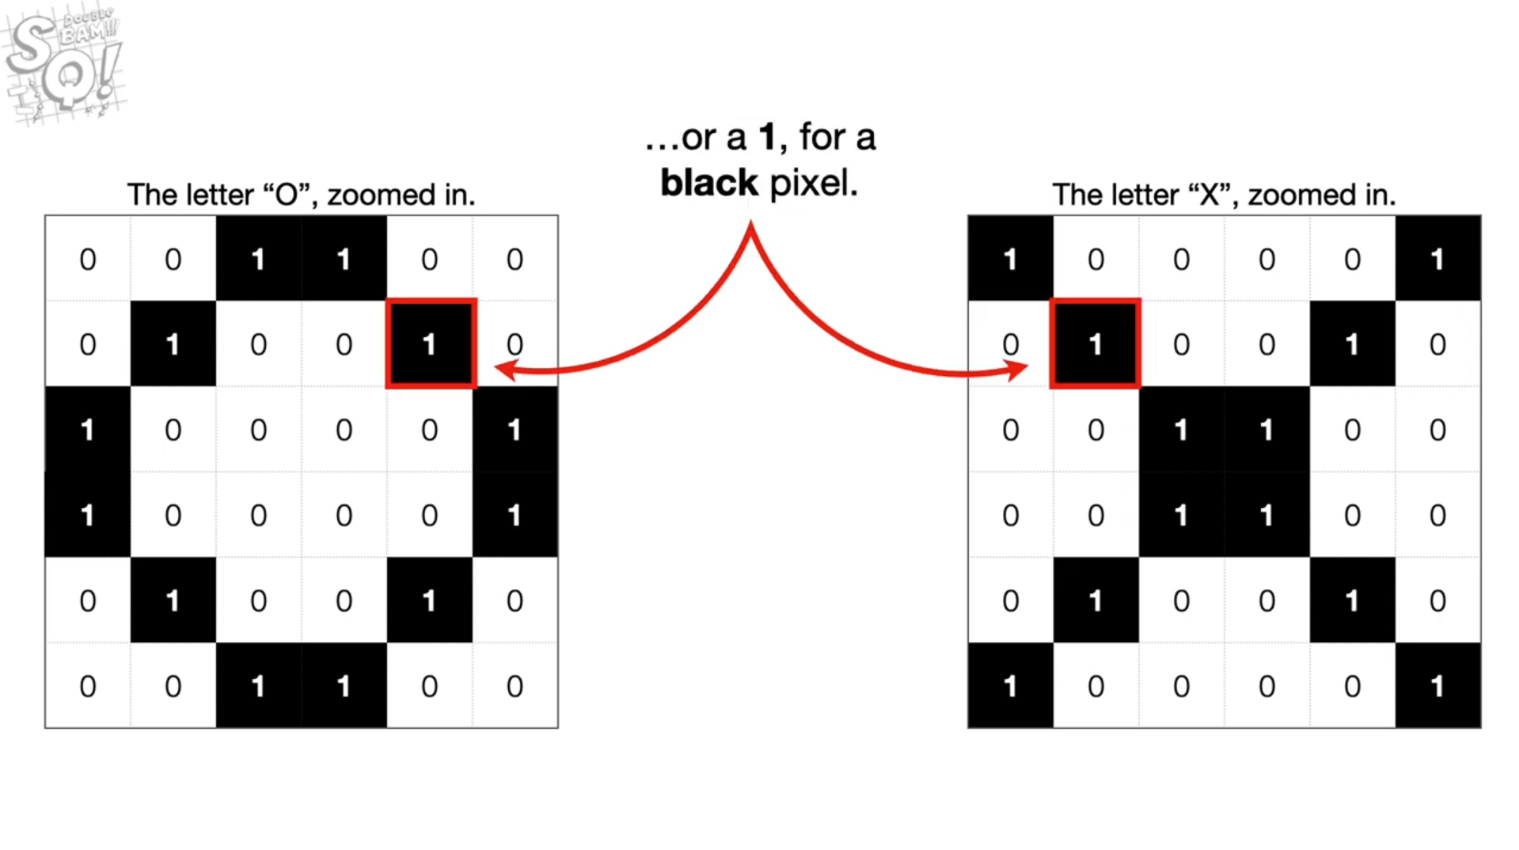 DOUBLE
BAM!!!
SQ!
…or a 1, for a
black pixel.
The letter “O”, zoomed in.
0 0 1 1 0 0
0 1 0 0 1 0
1 0 0 0 0 1
1 0 0 0 0 1
0 1 0 0 1 0
0 0 1 1 0 0
The letter “X”, zoomed in.
1 0 0 0 0 1
0 1 0 0 1 0
0 0 1 1 0 0
0 0 1 1 0 0
0 1 0 0 1 0
1 0 0 0 0 1